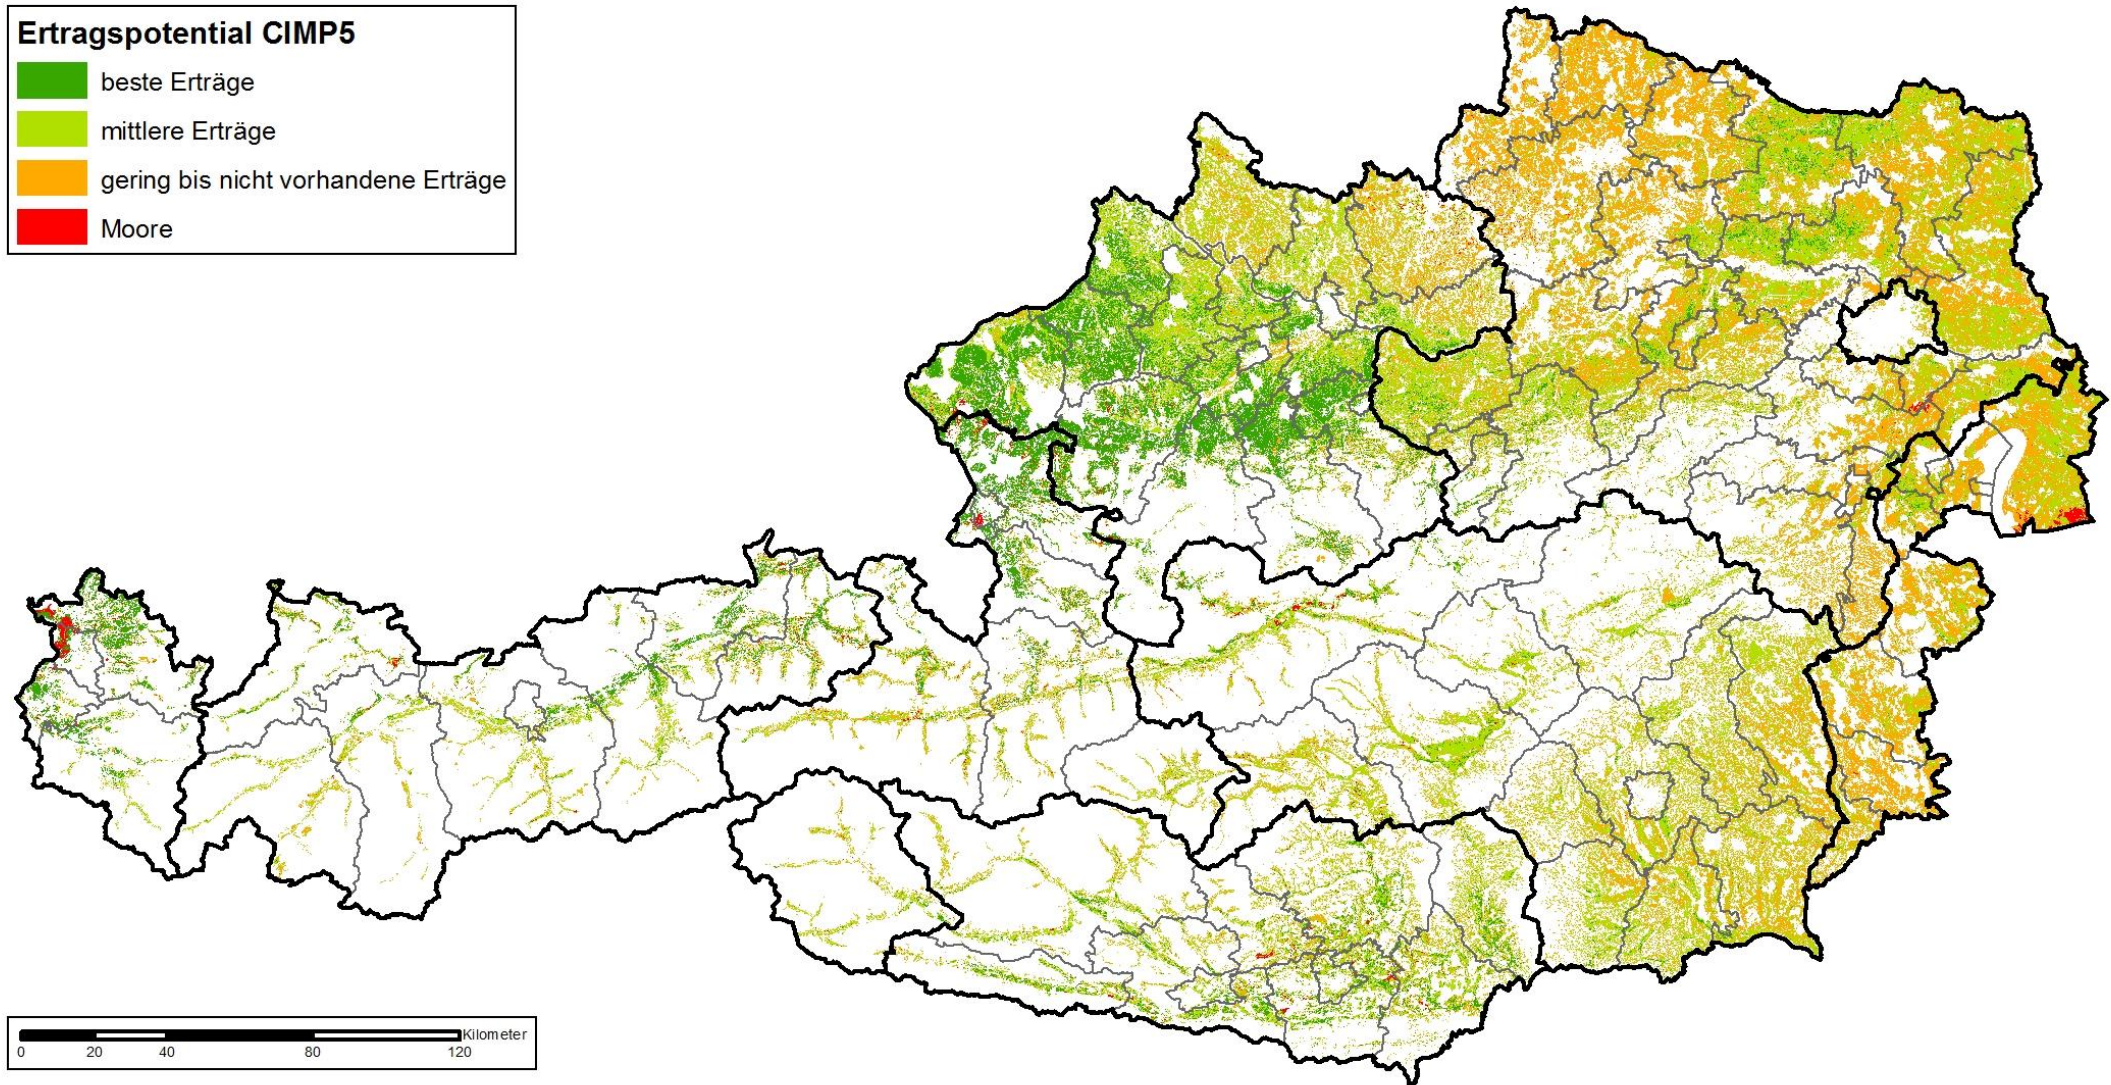 Ertragspotential CIMP5
beste Erträge
mittlere Erträge
gering bis nicht vorhandene Erträge
Moore
Kilometer
0 20 40 80 120